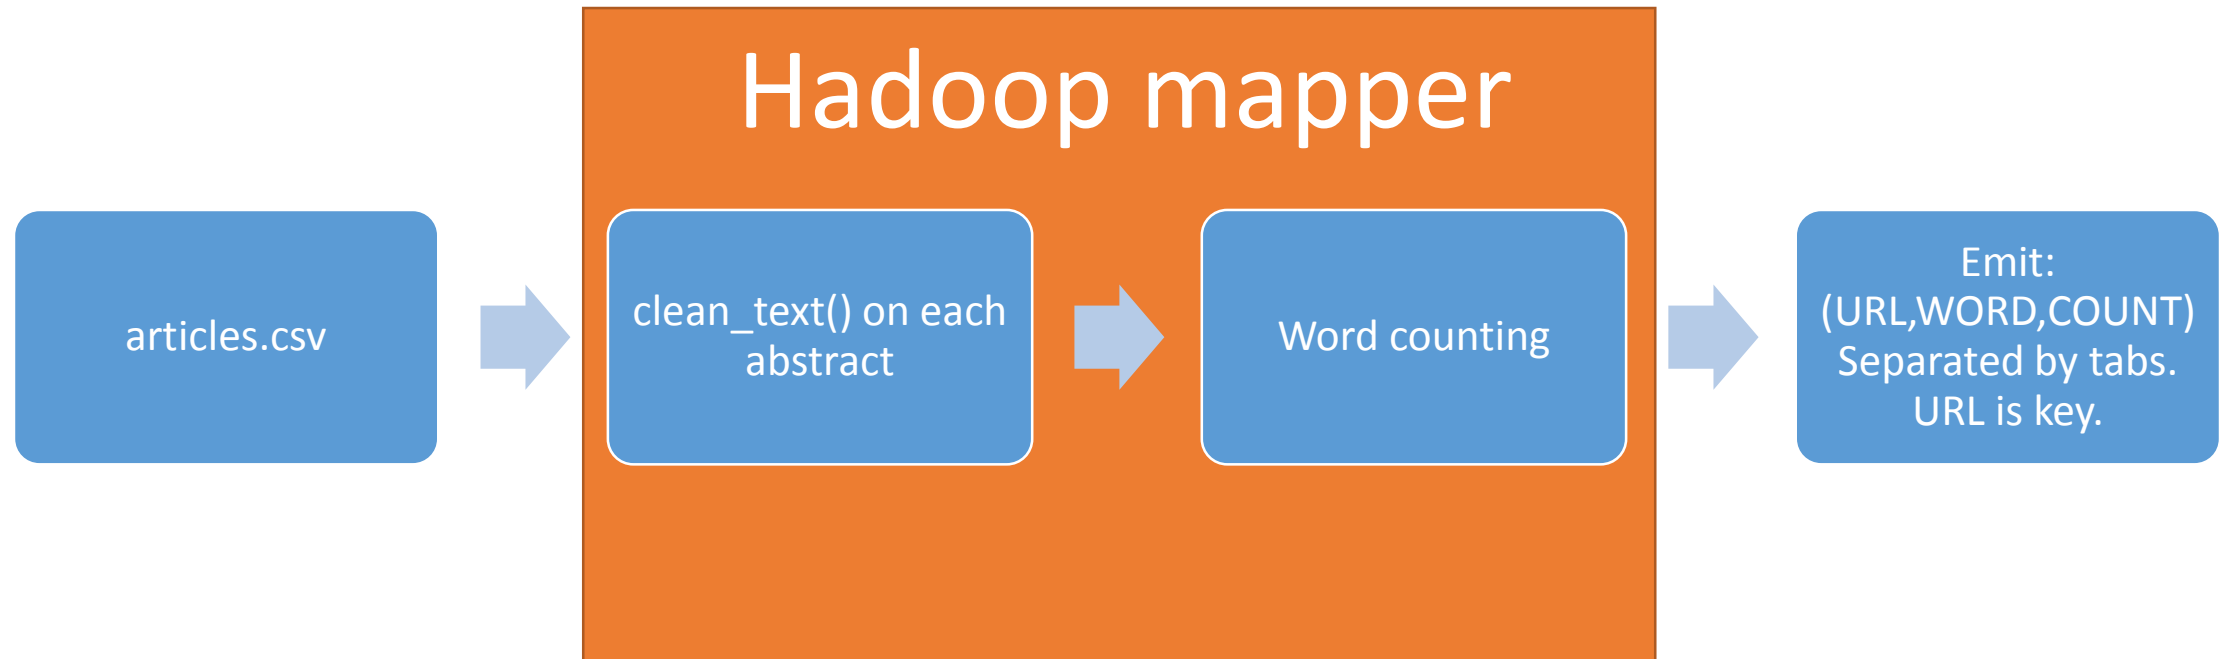 Hadoop mapper
articles.csv
clean_text() on each
abstract
Word counting
Emit:
(URL,WORD,COUNT)
Separated by tabs.
URL is key.